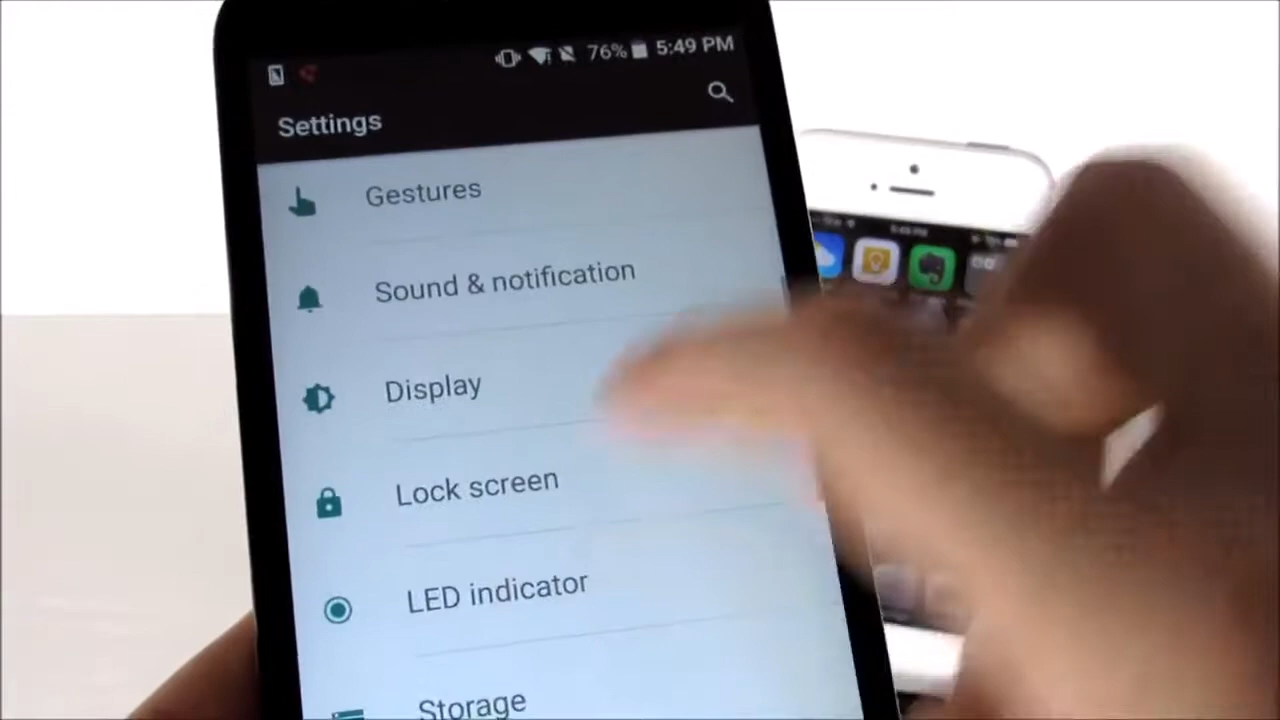 76% 5:49 PM
Settings
Gestures
Sound & notification
Display
Lock screen
LED indicator
Storage